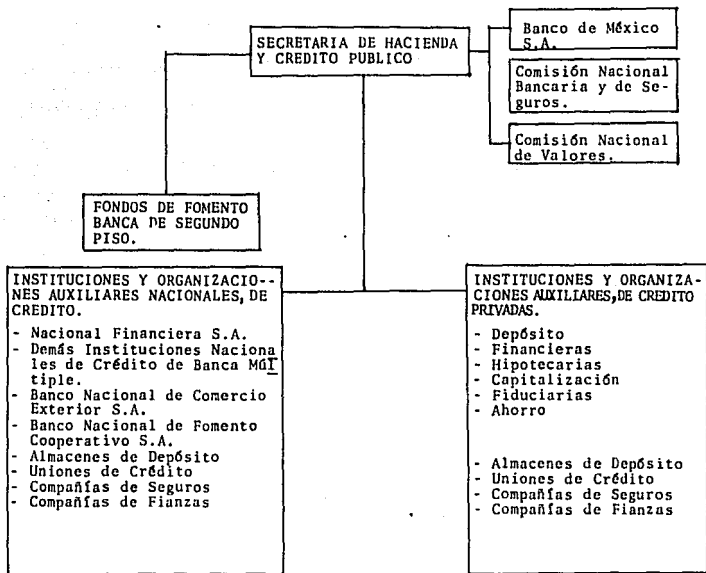 SECRETARIA DE HACIENDA
Y CREDITO PUBLICO
Banco de México
S.A.
Comisión Nacional
Bancaria y de Se-
guros.
Comisión Nacional
de Valores.
FONDOS DE FOMENTO
BANCA DE SEGUNDO
PISO.
INSTITUCIONES Y ORGANIZACIO--
NES AUXILIARES NACIONALES, DE
CREDITO.
- Nacional Financiera S.A.
- Demás Instituciones Naciona
les de Crédito de Banca Múl
tiple.
- Banco Nacional de Comercio
Exterior S.A.
- Banco Nacional de Fomento
Cooperativo S.A.
- Almacenes de Depósito
- Uniones de Crédito
- Compañías de Seguros
- Compañías de Fianzas
INSTITUCIONES Y ORGANIZA-
CIONES AUXILIARES, DE CREDITO
PRIVADAS.
- Depósito
- Financieras
- Hipotecarias
- Capitalización
- Fiduciarias
- Ahorro
- Almacenes de Depósito
- Uniones de Crédito
- Compañías de Seguros
- Compañías de Fianzas